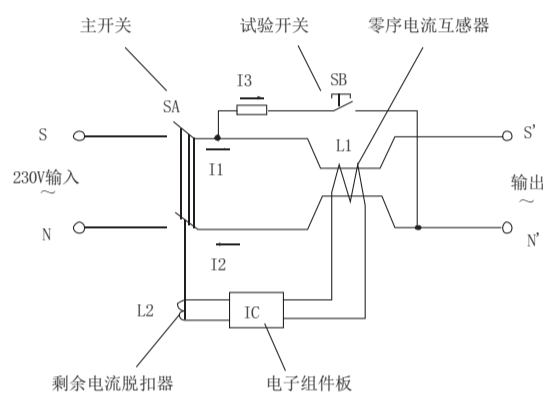 主开关
试验开关
零序电流互感器
I3
SB
SA
S
S'
L1
I1
230V输入
~
输出
~
N
N'
I2
L2
IC
剩余电流脱扣器
电子组件板